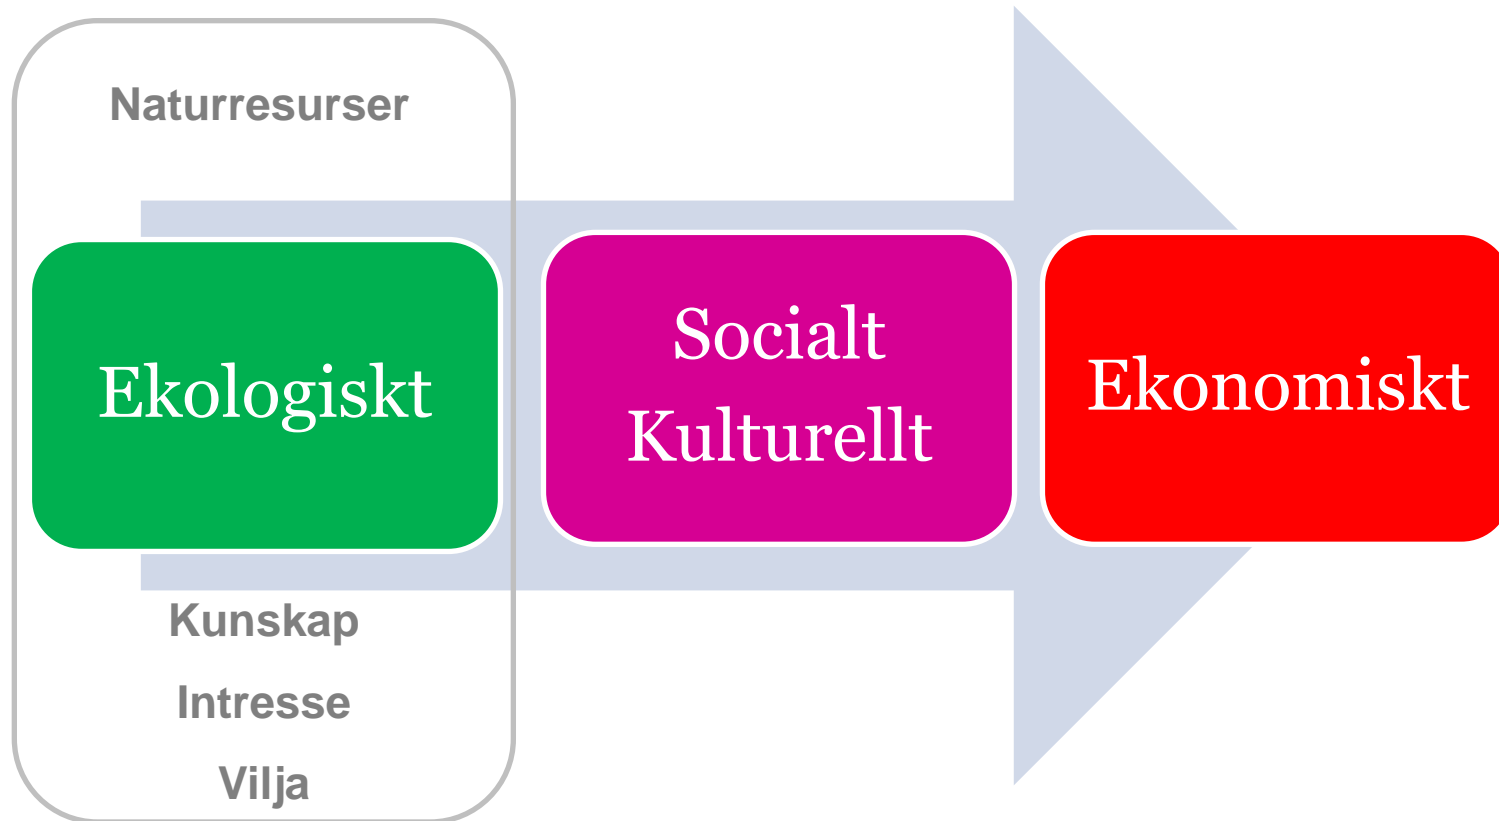 Naturresurser
Ekologiskt
Socialt
Kulturellt
Ekonomiskt
Kunskap
Intresse
Vilja